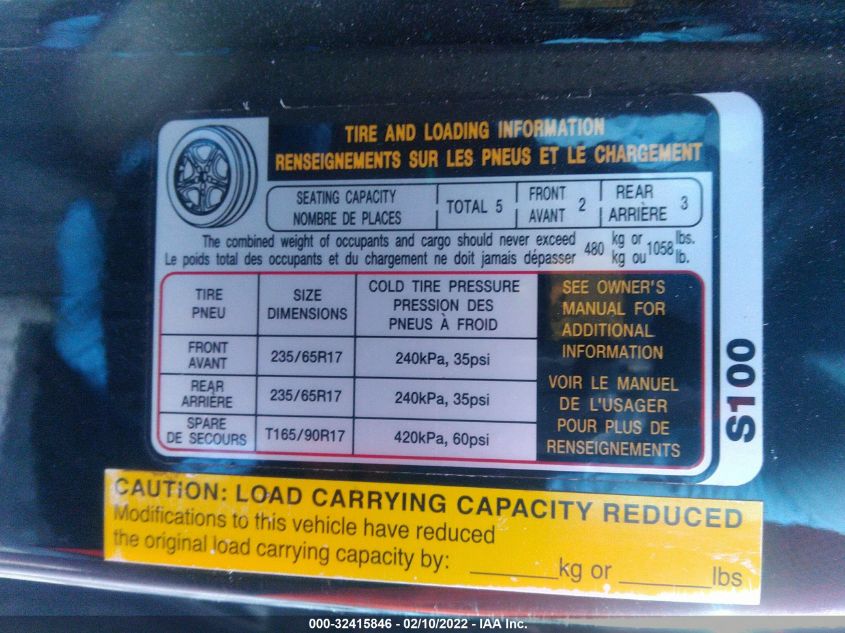 TIRE AND LOADING INFORMATION
RENSEIGNEMENTS SUR LES PNEUS ET LE CHARGEMENT
SEATING CAPACITY
NOMBRE DE PLACES
TOTAL 5
FRONT
AVANT 2
REAR
ARRIÈRE 3
The combined weight of occupants and cargo should never exceed 480 kg or 1058 lbs.
Le poids total des occupants et du chargement ne doit jamais dépasser kg ou lb.
TIRE
PNEU
SIZE
DIMENSIONS
COLD TIRE PRESSURE
PRESSION DES
PNEUS À FROID
FRONT
AVANT
235/65R17
240kPa, 35psi
REAR
ARRIÈRE
235/65R17
240kPa, 35psi
SPARE
DE SECOURS
T165/90R17
420kPa, 60psi
SEE OWNER'S
MANUAL FOR
ADDITIONAL
INFORMATION
VOIR LE MANUEL
DE L'USAGER
POUR PLUS DE
RENSEIGNEMENTS
S100
CAUTION: LOAD CARRYING CAPACITY REDUCED
Modifications to this vehicle have reduced
the original load carrying capacity by: ______kg or ______lbs
000-32415846 - 02/10/2022 - IAA Inc.